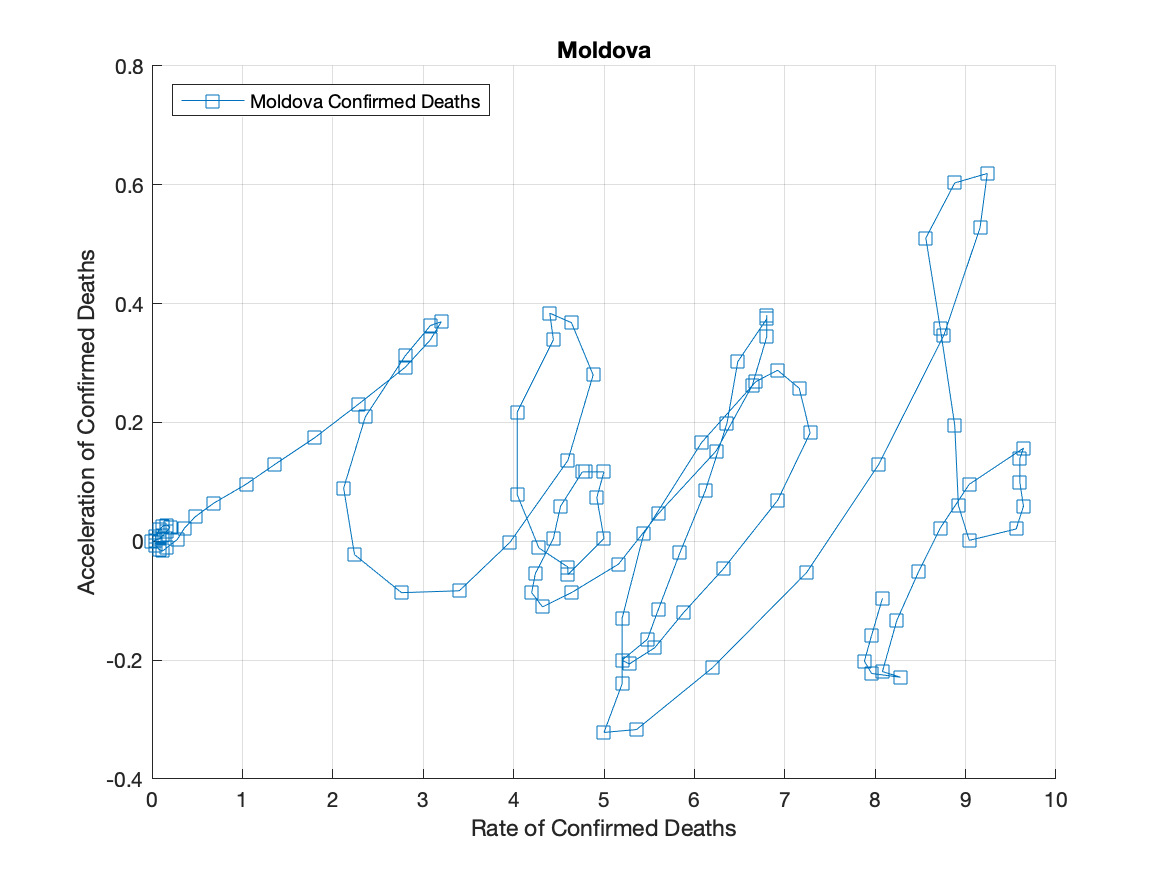 Moldova
Moldova Confirmed Deaths
Acceleration of Confirmed Deaths
0.8
0.6
0.4
0.2
0
-0.2
-0.4
0 1 2 3 4 5 6 7 8 9 10
Rate of Confirmed Deaths